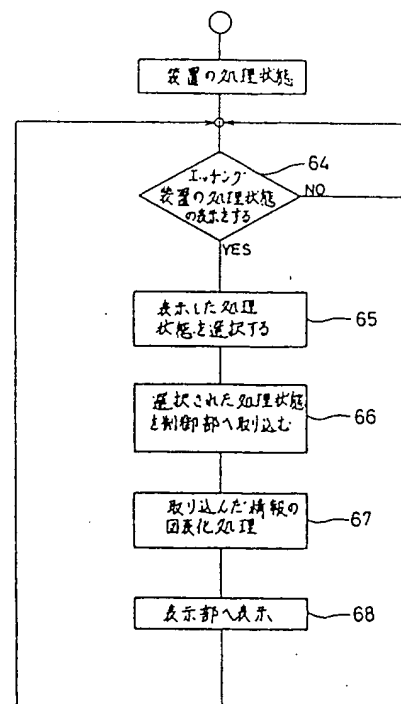 装置の処理状態
エッチング
装置の処理状態
の表示をする
64
NO
YES
表示した処理
状態を選択する
65
選択された処理状態
を制御部へ取り込む
66
取り込んだ情報の
図表化処理
67
表示部へ表示
68